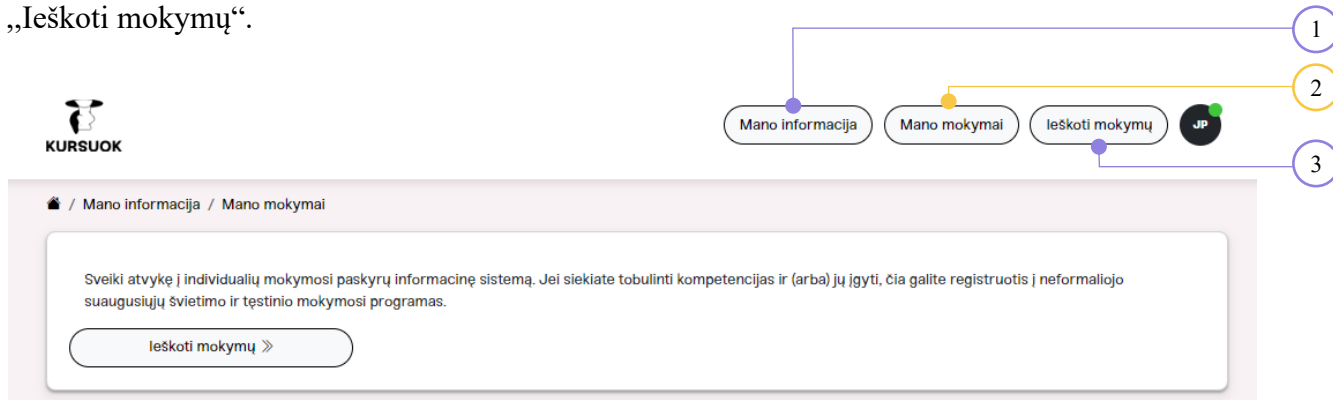 „Ieškoti mokymų“.
1
2
KURSUOK
Mano informacija
Mano mokymai
Ieškoti mokymų
JP
3
/ Mano informacija / Mano mokymai
Sveiki atvykę į individualių mokymosi paskyrų informacinę sistemą. Jei siekiate tobulinti kompetencijas ir (arba) jų įgyti, čia galite registruotis į neformaliojo
suaugusiųjų švietimo ir tęstinio mokymosi programas.
Ieškoti mokymų »